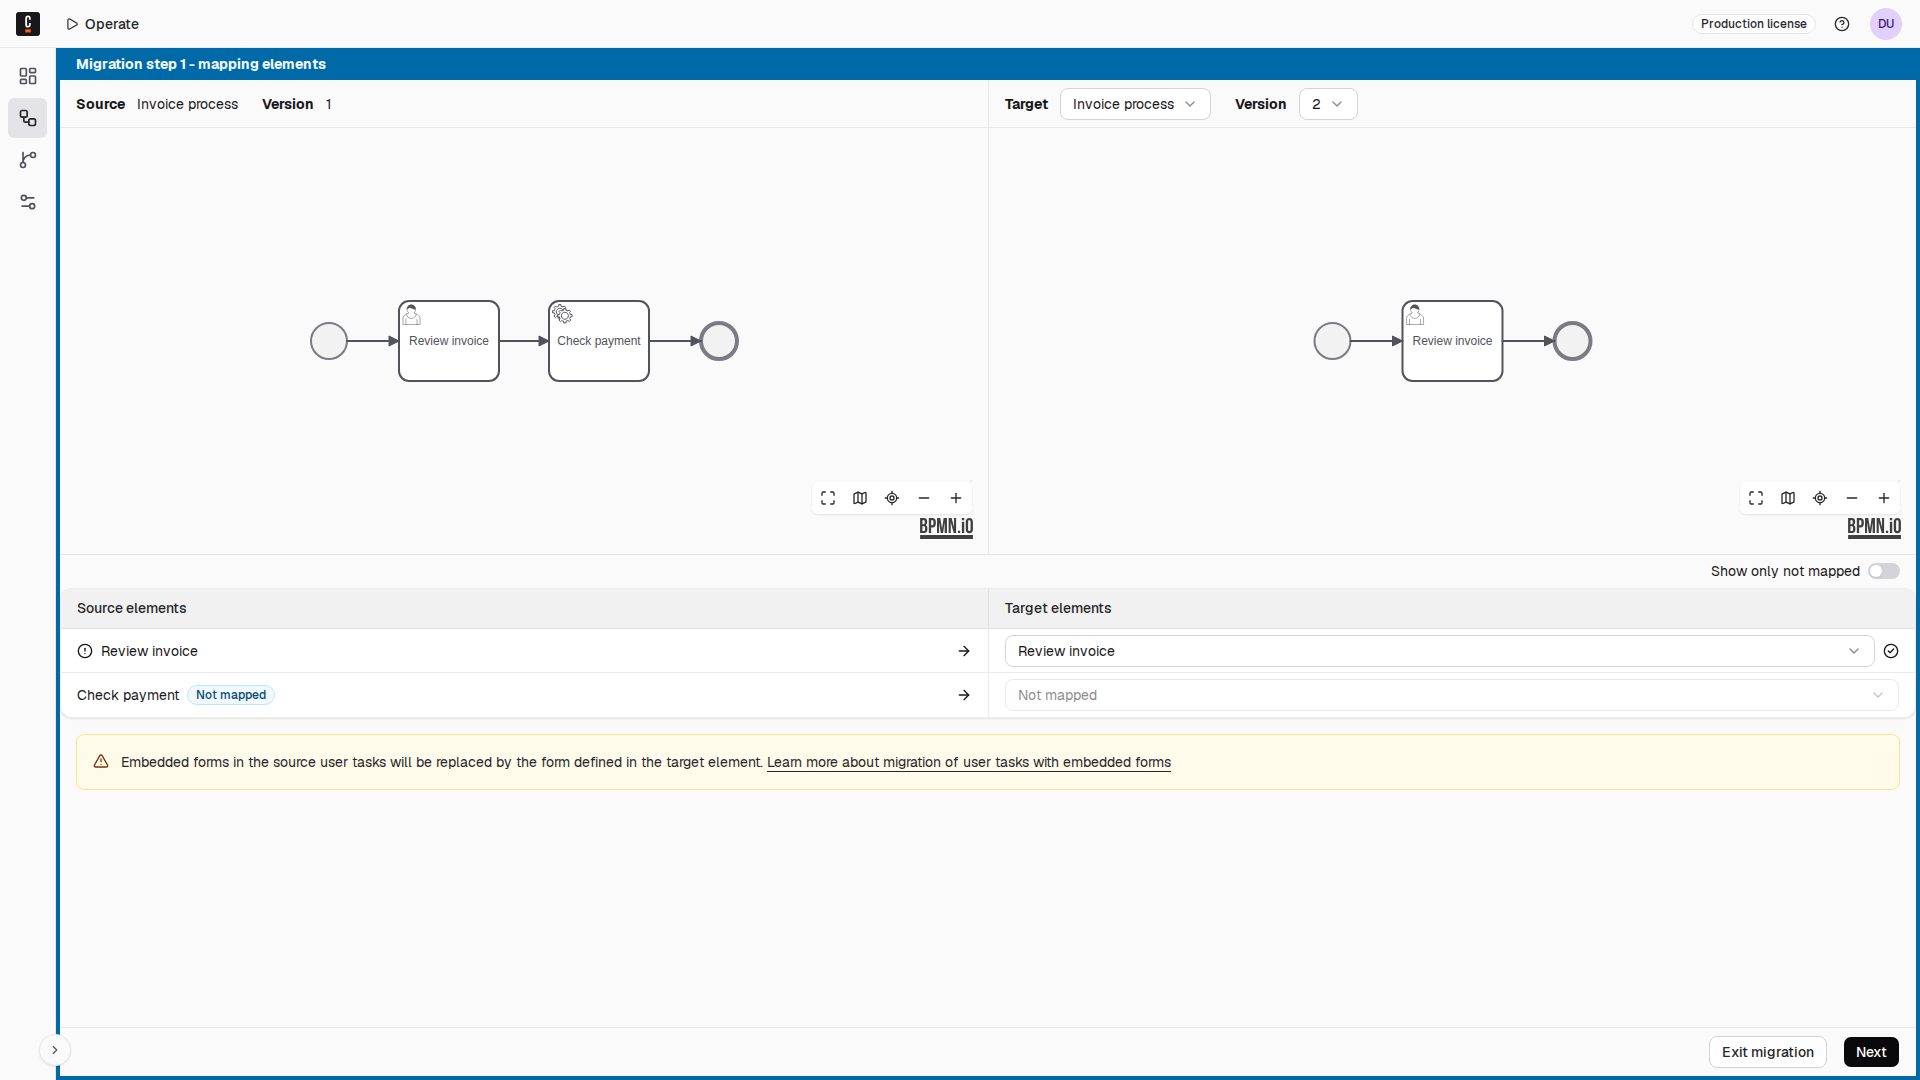 Operate
Production license
DU
Migration step 1 - mapping elements
Source Invoice process Version 1
Target Invoice process Version 2
Review invoice
Check payment
Review invoice
BPMN.iO
BPMN.iO
Show only not mapped
Source elements
Target elements
Review invoice
Review invoice
Check payment Not mapped
Not mapped
Embedded forms in the source user tasks will be replaced by the form defined in the target element. Learn more about migration of user tasks with embedded forms
Exit migration
Next